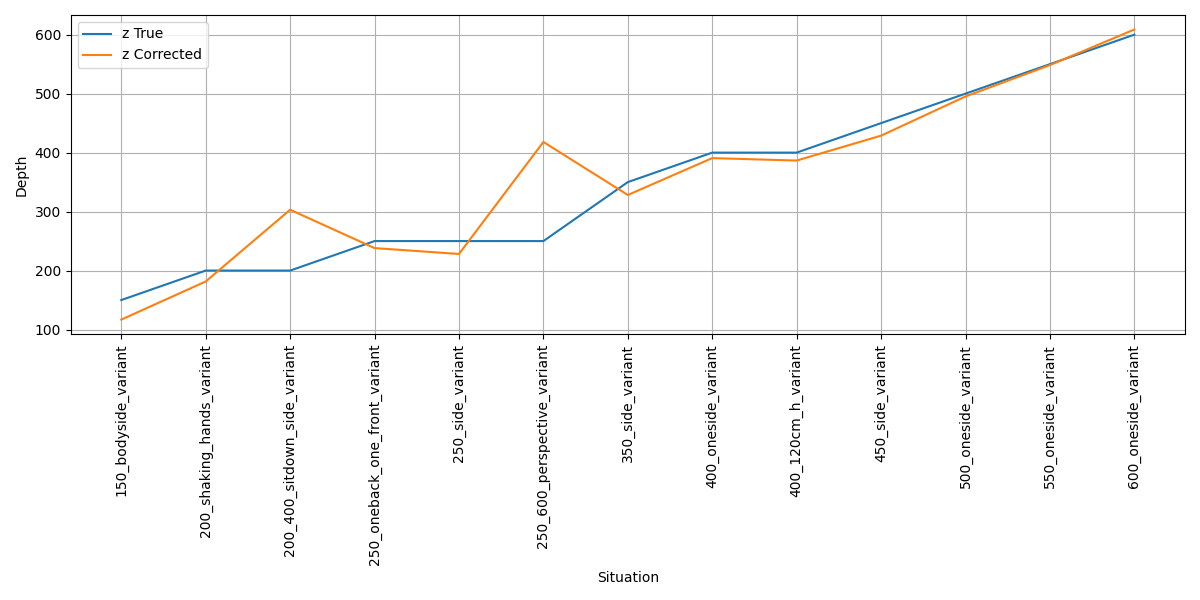 z True
z Corrected
600
500
400
300
200
100
Depth
150_bodyside_variant
200_shaking_hands_variant
200_400_sitdown_side_variant
250_oneback_one_front_variant
250_side_variant
250_600_perspective_variant
350_side_variant
400_oneside_variant
400_120cm_h_variant
450_side_variant
500_oneside_variant
550_oneside_variant
600_oneside_variant
Situation